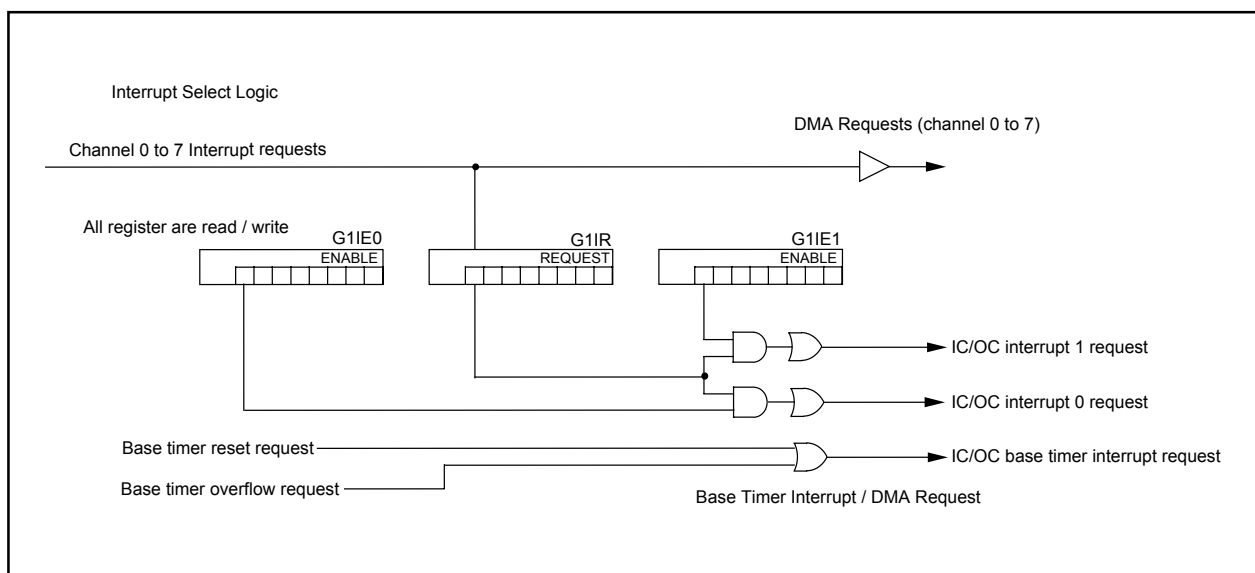 Interrupt Select Logic
DMA Requests (channel 0 to 7)
Channel 0 to 7 Interrupt requests
All register are read / write
G1IE0
ENABLE
G1IR
REQUEST
G1IE1
ENABLE
IC/OC interrupt 1 request
IC/OC interrupt 0 request
Base timer reset request
IC/OC base timer interrupt request
Base timer overflow request
Base Timer Interrupt / DMA Request